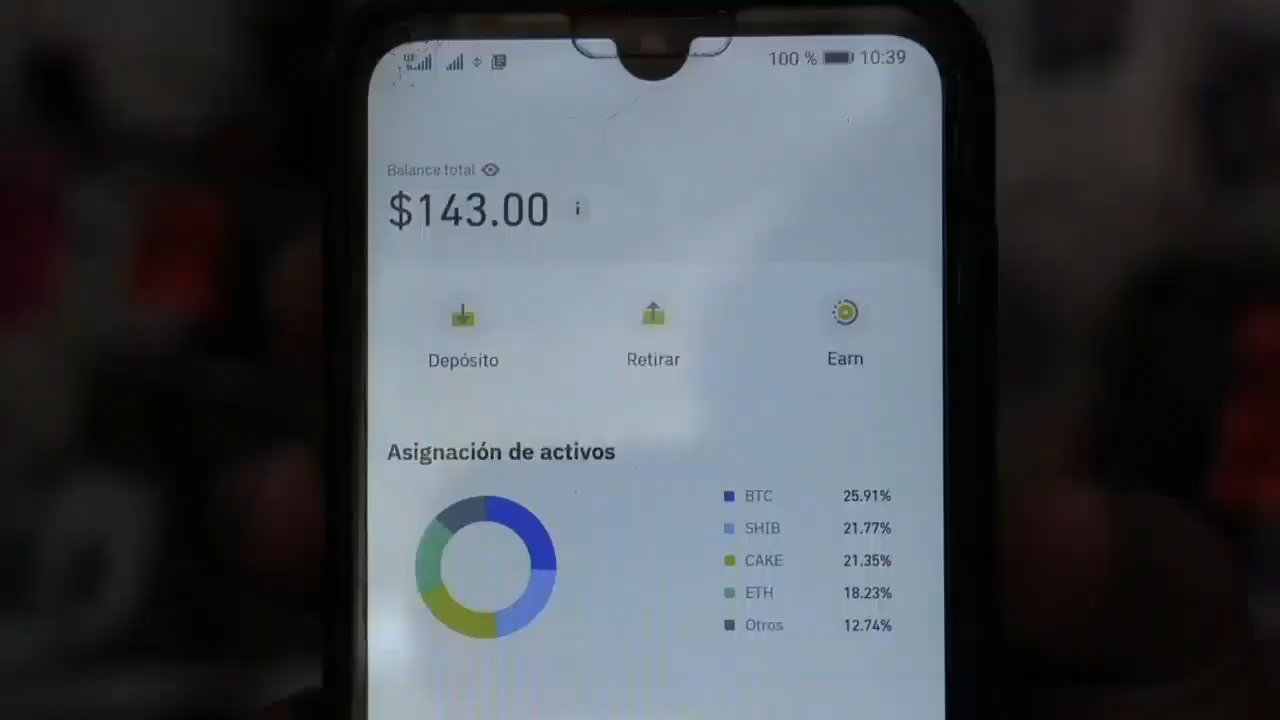 100 % 10:39
Balance total
$143.00 i
Depósito Retirar Earn
Asignación de activos
BTC 25.91%
SHIB 21.77%
CAKE 21.35%
ETH 18.23%
Otros 12.74%